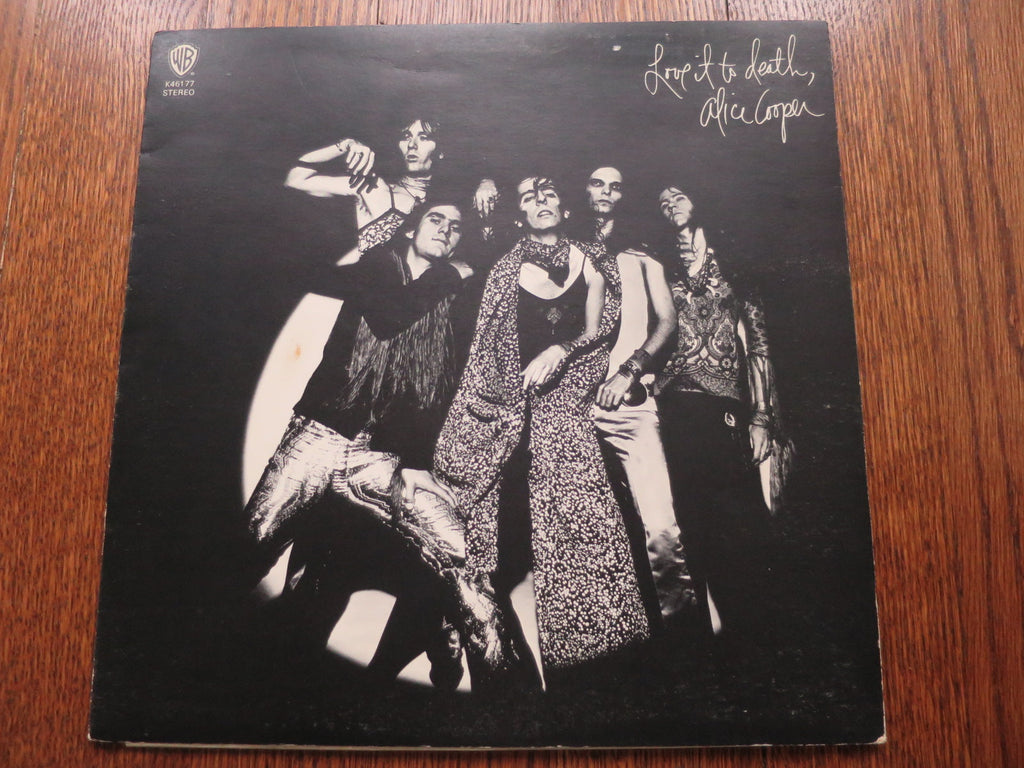 WB
K46177
STEREO
Love it to death,
Alice Cooper